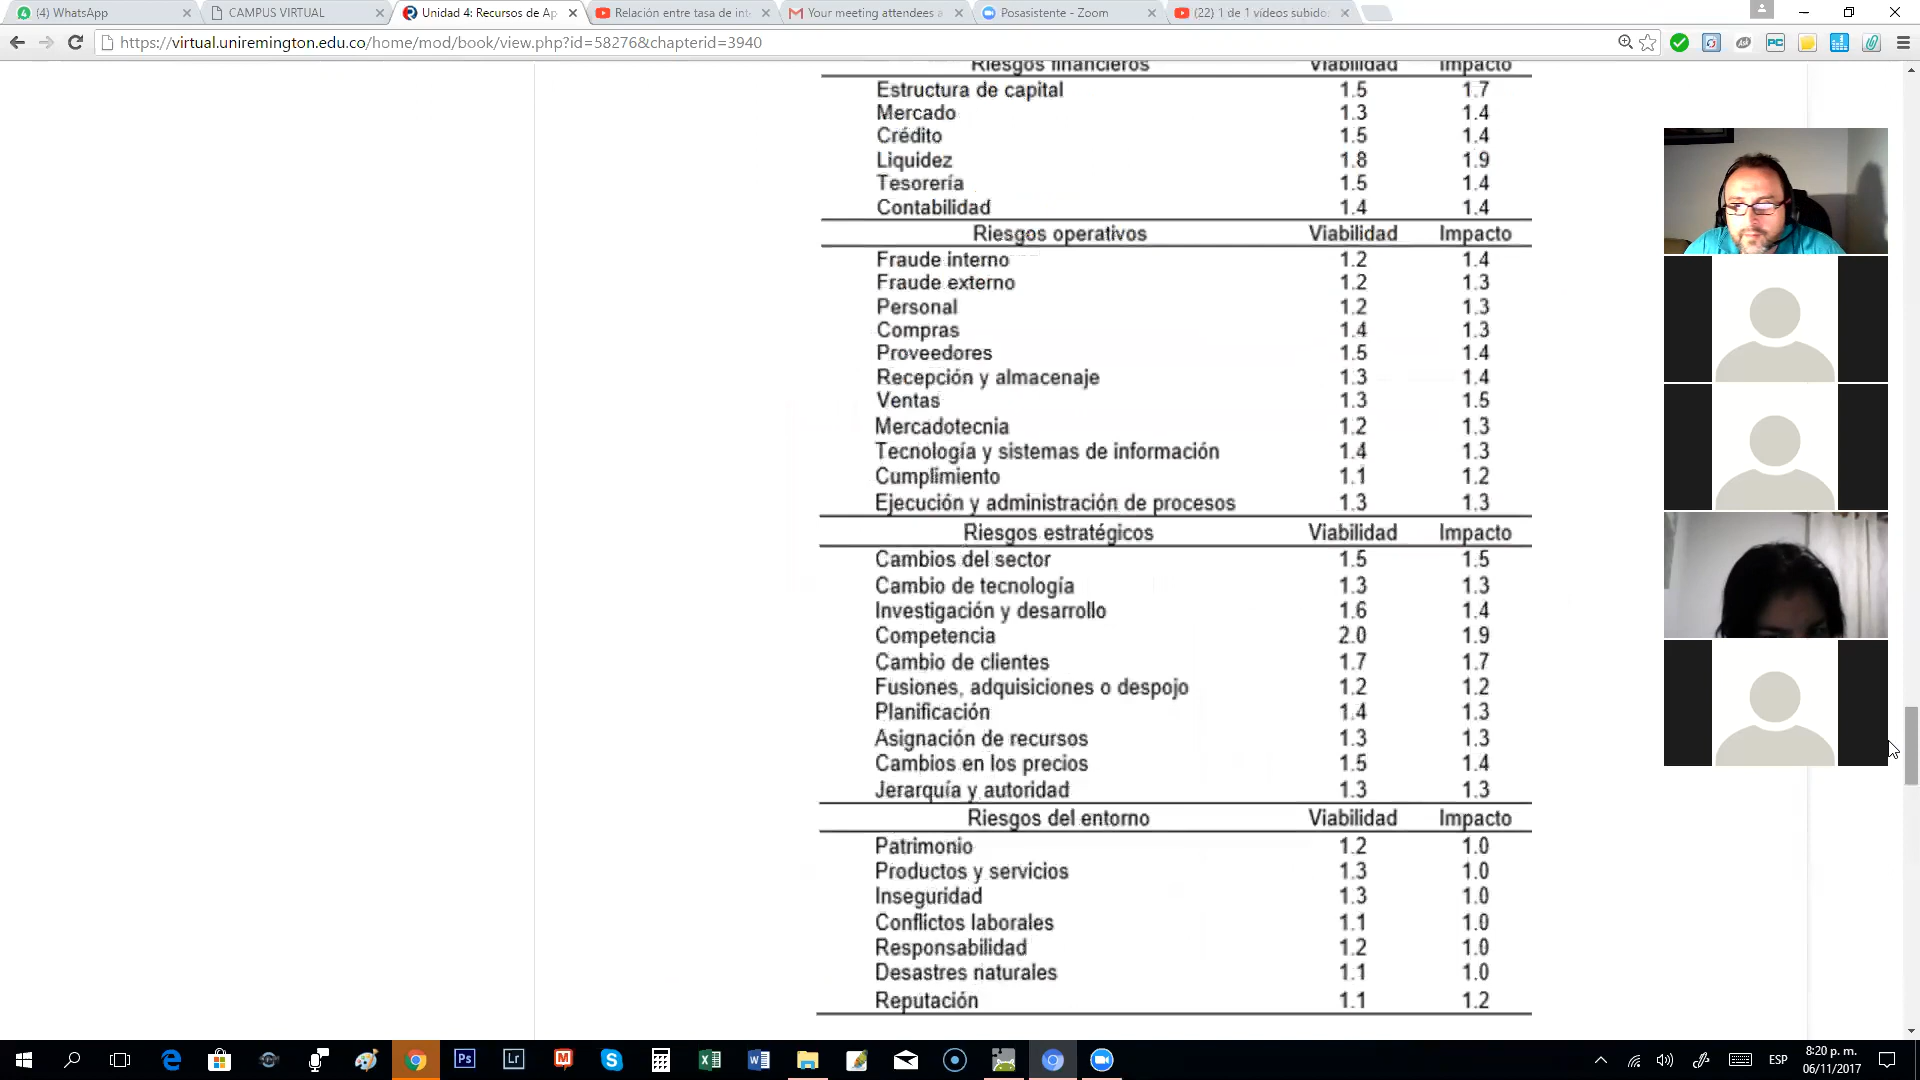 (4) WhatsApp
CAMPUS VIRTUAL
Unidad 4: Recursos de Ap
Relación entre tasa de int
Your meeting attendees a
Posasistente - Zoom
(22) 1 de 1 vídeos subido
https://virtual.uniremington.edu.co/home/mod/book/view.php?id=58276&chapterid=3940
Riesgos financieros Viabilidad Impacto
Estructura de capital 1.5 1.7
Mercado 1.3 1.4
Crédito 1.5 1.4
Liquidez 1.8 1.9
Tesorería 1.5 1.4
Contabilidad 1.4 1.4
Riesgos operativos Viabilidad Impacto
Fraude interno 1.2 1.4
Fraude externo 1.2 1.3
Personal 1.2 1.3
Compras 1.4 1.3
Proveedores 1.5 1.4
Recepción y almacenaje 1.3 1.4
Ventas 1.3 1.5
Mercadotecnia 1.2 1.3
Tecnología y sistemas de información 1.4 1.3
Cumplimiento 1.1 1.2
Ejecución y administración de procesos 1.3 1.3
Riesgos estratégicos Viabilidad Impacto
Cambios del sector 1.5 1.5
Cambio de tecnología 1.3 1.3
Investigación y desarrollo 1.6 1.4
Competencia 2.0 1.9
Cambio de clientes 1.7 1.7
Fusiones, adquisiciones o despojo 1.2 1.2
Planificación 1.4 1.3
Asignación de recursos 1.3 1.3
Cambios en los precios 1.5 1.4
Jerarquía y autoridad 1.3 1.3
Riesgos del entorno Viabilidad Impacto
Patrimonio 1.2 1.0
Productos y servicios 1.3 1.0
Inseguridad 1.3 1.0
Conflictos laborales 1.1 1.0
Responsabilidad 1.2 1.0
Desastres naturales 1.1 1.0
Reputación 1.1 1.2
Ps
Lr
ESP
8:20 p. m.
06/11/2017